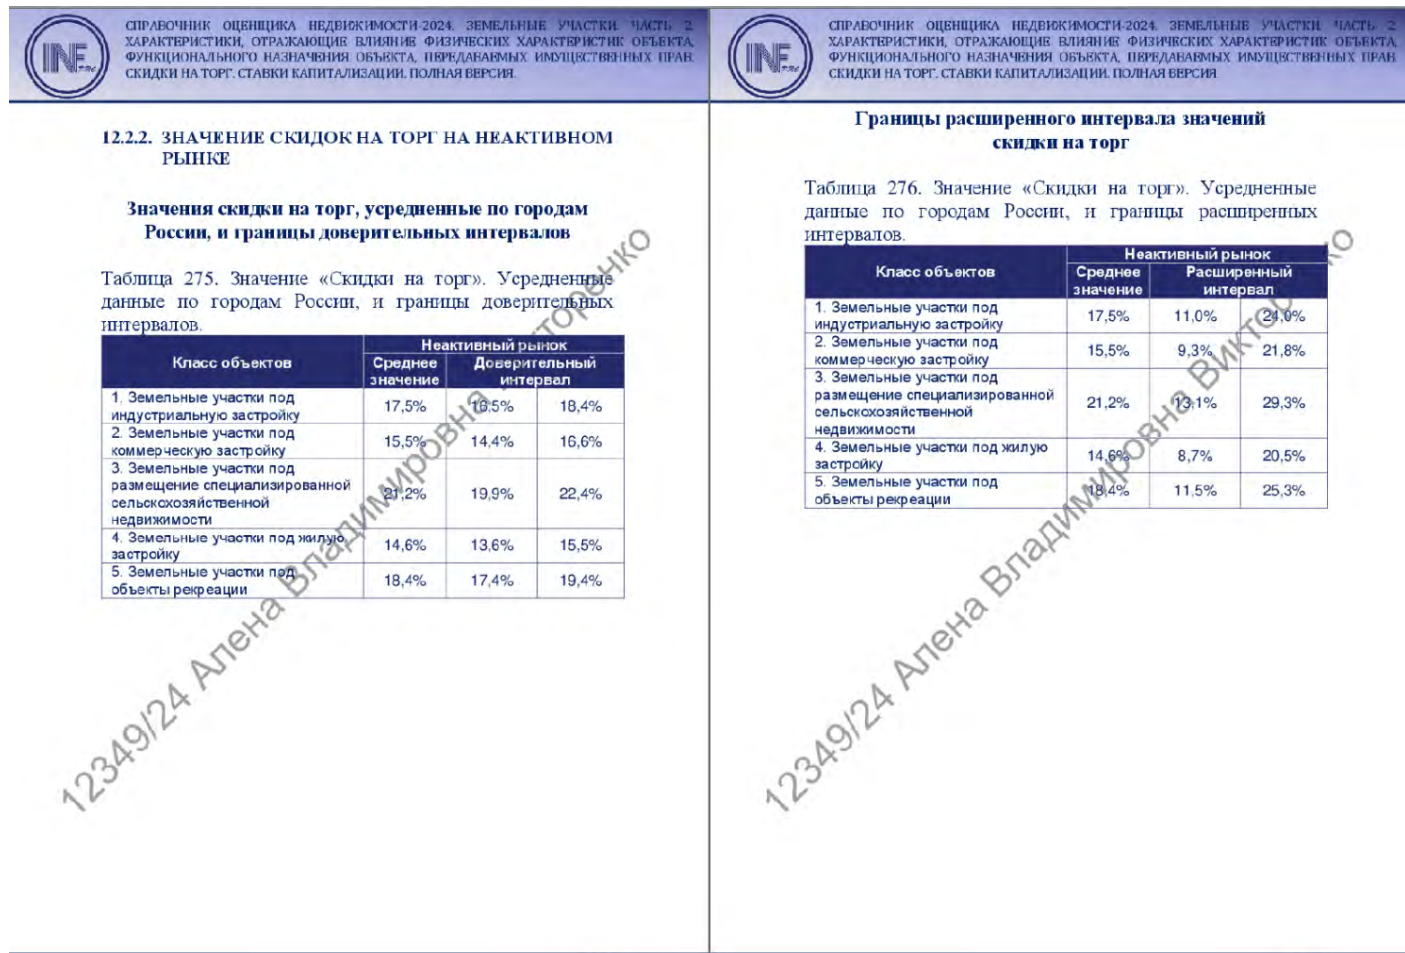 СПРАВОЧНИК ОЦЕНЩИКА НЕДВИЖИМОСТИ-2024. ЗЕМЕЛЬНЫЕ УЧАСТКИ. ЧАСТЬ 2.
ХАРАКТЕРИСТИКИ, ОТРАЖАЮЩИЕ ВЛИЯНИЕ ФИЗИЧЕСКИХ ХАРАКТЕРИСТИК ОБЪЕКТА,
ФУНКЦИОНАЛЬНОГО НАЗНАЧЕНИЯ ОБЪЕКТА, ПЕРЕДАВАЕМЫХ ИМУЩЕСТВЕННЫХ ПРАВ.
СКИДКИ НА ТОРГ. СТАВКИ КАПИТАЛИЗАЦИИ. ПОЛНАЯ ВЕРСИЯ.
12.2.2. ЗНАЧЕНИЕ СКИДОК НА ТОРГ НА НЕАКТИВНОМ
РЫНКЕ
Значения скидки на торг, усредненные по городам
России, и границы доверительных интервалов
Таблица 275. Значение «Скидки на торг». Усредненные
данные по городам России, и границы доверительных
интервалов.
Класс объектов
Неактивный рынок
Среднее Доверительный
значение интервал
1. Земельные участки под
индустриальную застройку 17,5% 16,5% 18,4%
2. Земельные участки под
коммерческую застройку 15,5% 14,4% 16,6%
3. Земельные участки под
размещение специализированной
сельскохозяйственной
недвижимости 21,2% 19,9% 22,4%
4. Земельные участки под жилую
застройку 14,6% 13,6% 15,5%
5. Земельные участки под
объекты рекреации 18,4% 17,4% 19,4%
12349/24 Алена Владимировна Викторенко
СПРАВОЧНИК ОЦЕНЩИКА НЕДВИЖИМОСТИ-2024. ЗЕМЕЛЬНЫЕ УЧАСТКИ. ЧАСТЬ 2.
ХАРАКТЕРИСТИКИ, ОТРАЖАЮЩИЕ ВЛИЯНИЕ ФИЗИЧЕСКИХ ХАРАКТЕРИСТИК ОБЪЕКТА,
ФУНКЦИОНАЛЬНОГО НАЗНАЧЕНИЯ ОБЪЕКТА, ПЕРЕДАВАЕМЫХ ИМУЩЕСТВЕННЫХ ПРАВ.
СКИДКИ НА ТОРГ. СТАВКИ КАПИТАЛИЗАЦИИ. ПОЛНАЯ ВЕРСИЯ.
Границы расширенного интервала значений
скидки на торг
Таблица 276. Значение «Скидки на торг». Усредненные
данные по городам России, и границы расширенных
интервалов.
Класс объектов
Неактивный рынок
Среднее Расширенный
значение интервал
1. Земельные участки под
индустриальную застройку 17,5% 11,0% 24,0%
2. Земельные участки под
коммерческую застройку 15,5% 9,3% 21,8%
3. Земельные участки под
размещение специализированной
сельскохозяйственной
недвижимости 21,2% 13,1% 29,3%
4. Земельные участки под жилую
застройку 14,6% 8,7% 20,5%
5. Земельные участки под
объекты рекреации 18,4% 11,5% 25,3%
12349/24 Алена Владимировна Викторенко